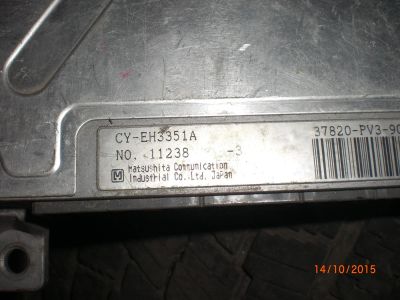 CY-EH3351A
37820-PV3-90
NO. 11238 -3
M Matsushita Communication
Industrial Co., Ltd. Japan
14/10/2015